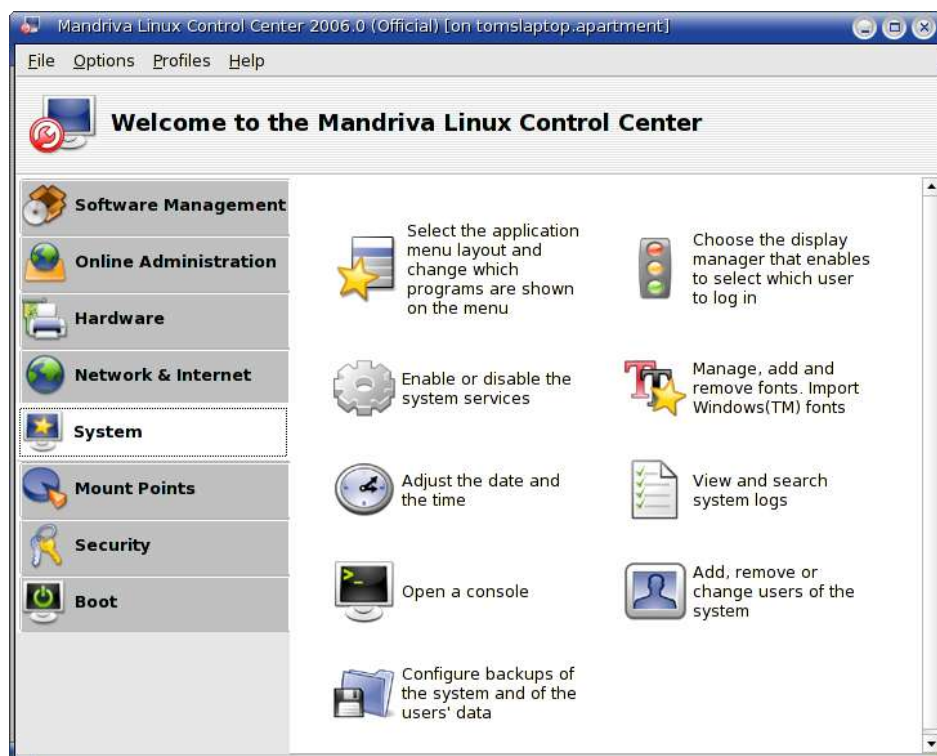 Mandriva Linux Control Center 2006.0 (Official) [on tomslaptop.apartment]
File Options Profiles Help
Welcome to the Mandriva Linux Control Center
Software Management
Online Administration
Hardware
Network & Internet
System
Mount Points
Security
Boot
Select the application
menu layout and
change which
programs are shown
on the menu
Choose the display
manager that enables
to select which user
to log in
Enable or disable the
system services
Manage, add and
remove fonts. Import
Windows(TM) fonts
Adjust the date and
the time
View and search
system logs
Open a console
Add, remove or
change users of the
system
Configure backups of
the system and of the
users' data